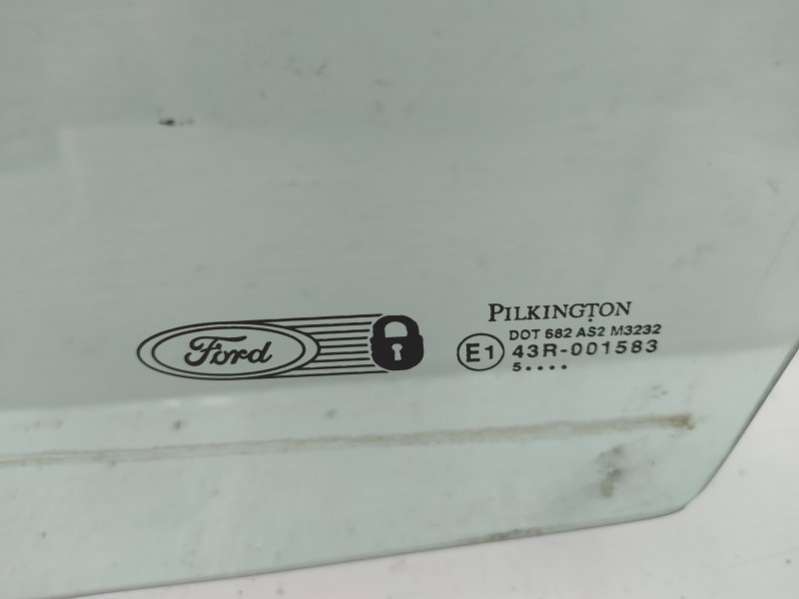 Ford
PILKINGTON
DOT 682 AS2 M3232
E1 43R-001583
5....